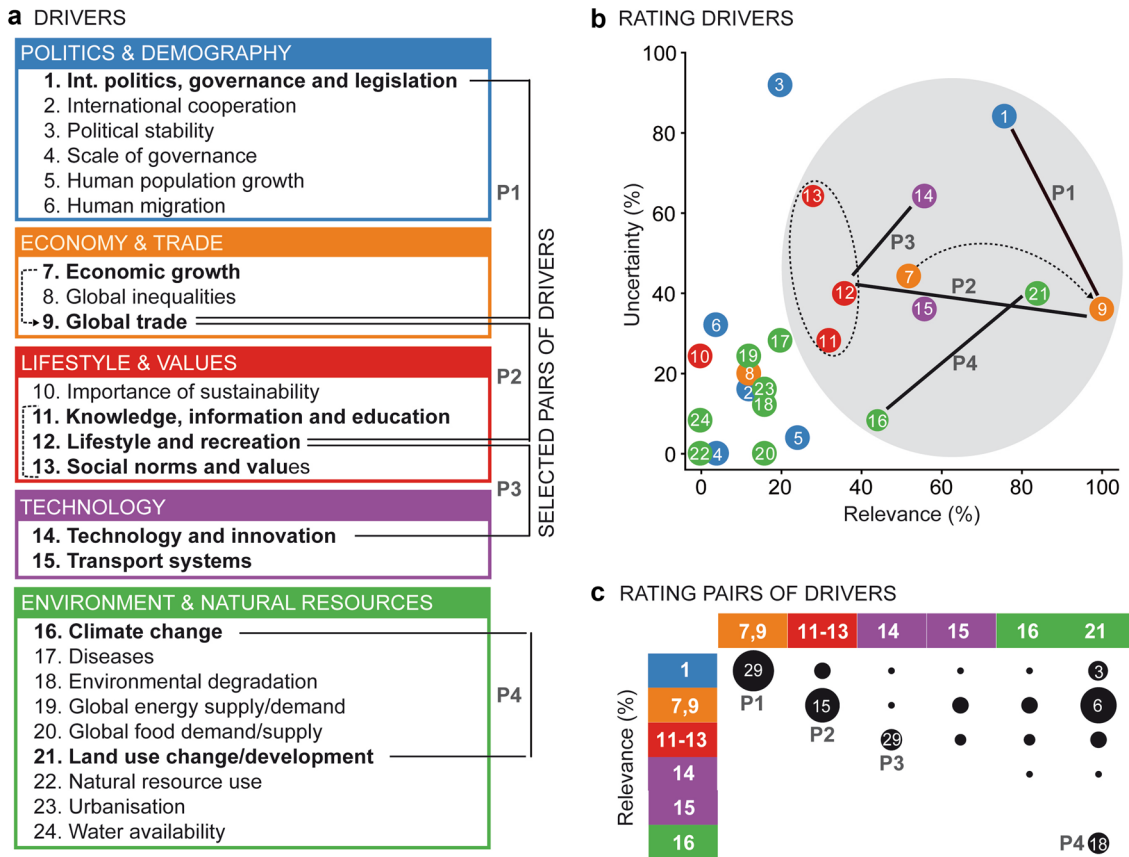 a DRIVERS
POLITICS & DEMOGRAPHY
1. Int. politics, governance and legislation
2. International cooperation
3. Political stability
4. Scale of governance
5. Human population growth
6. Human migration
ECONOMY & TRADE
7. Economic growth
8. Global inequalities
9. Global trade
LIFESTYLE & VALUES
10. Importance of sustainability
11. Knowledge, information and education
12. Lifestyle and recreation
13. Social norms and values
TECHNOLOGY
14. Technology and innovation
15. Transport systems
ENVIRONMENT & NATURAL RESOURCES
16. Climate change
17. Diseases
18. Environmental degradation
19. Global energy supply/demand
20. Global food demand/supply
21. Land use change/development
22. Natural resource use
23. Urbanisation
24. Water availability
P1
P2
P3
P4
SELECTED PAIRS OF DRIVERS
b RATING DRIVERS
Uncertainty (%)
100
80
60
40
20
0
3
1
13
14
P1
P3
7
12
P2
21
15
9
6
11
17
10
19
P4
8
23
2
18
24
16
5
22
4
20
0 20 40 60 80 100
Relevance (%)
c RATING PAIRS OF DRIVERS
7,9 11-13 14 15 16 21
Relevance (%)
1 29 3
P1
7,9 15 6
P2
11-13 29
P3
14
15
16 P4 18